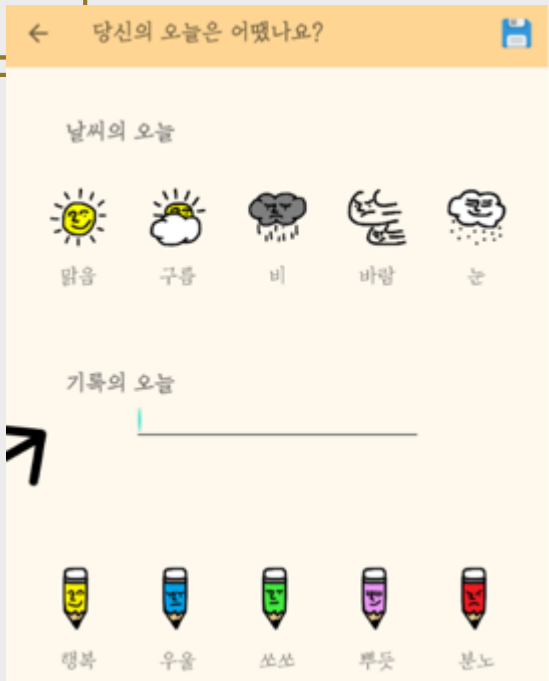 당신의 오늘은 어땠나요?
날씨의 오늘
맑음 구름 비 바람 눈
기록의 오늘
행복 우울 쏘쏘 뿌듯 분노